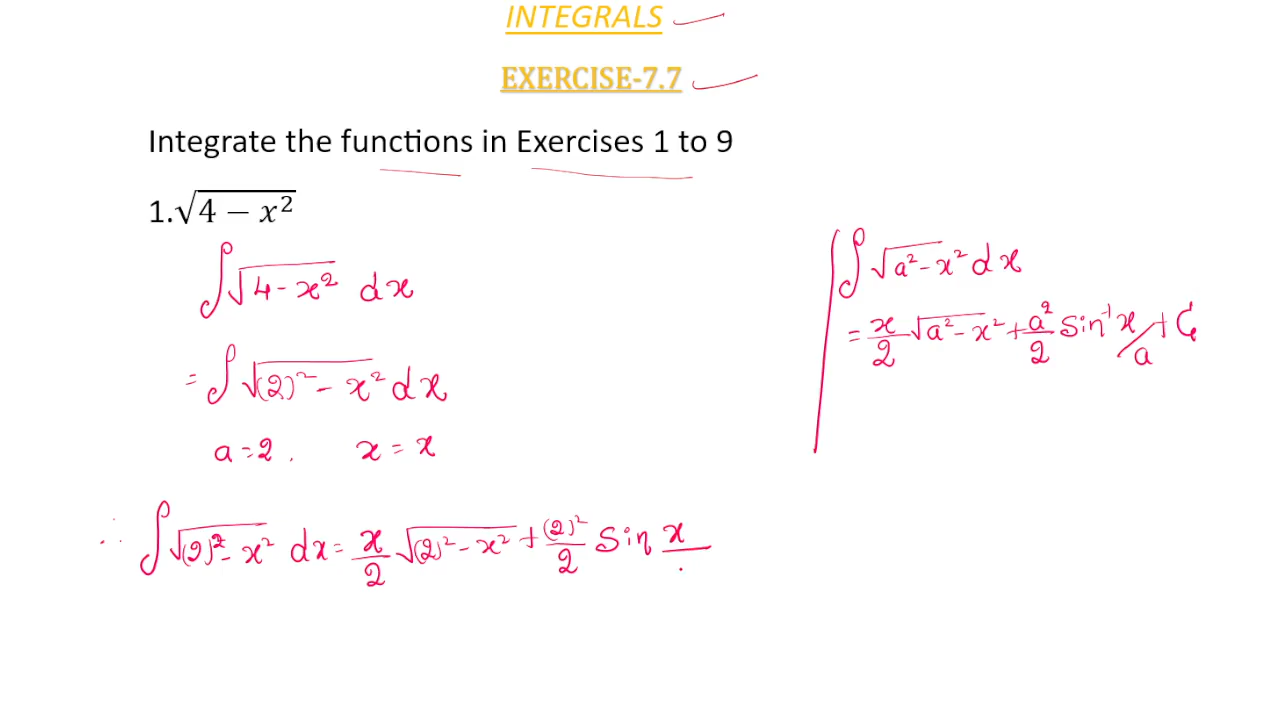 INTEGRALS
EXERCISE-7.7
Integrate the functions in Exercises 1 to 9
1.√(4 − x²)
∫√(4 - x²) dx
= ∫√((2)² - x²) dx
a = 2. x = x
∴ ∫√((2)² - x²) dx = x/2 √((2)² - x²) + (2)²/2 Sin x/
∫√(a² - x²) dx
= x/2 √(a² - x²) + a²/2 Sin⁻¹ x/a + C